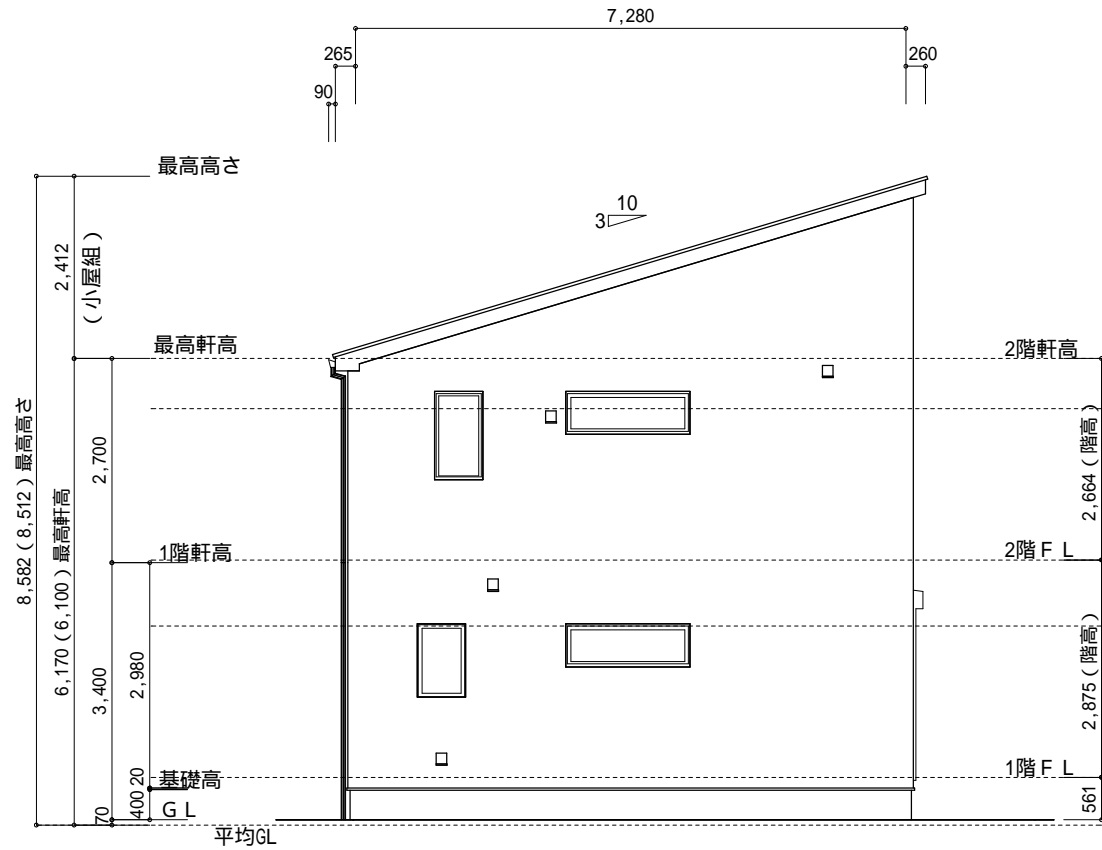 7,280
265
260
90
最高高さ
10
3
2,412
(小屋組)
最高軒高
2階軒高
8,582(8,512)最高高さ
6,170(6,100)最高軒高
2,700
2,664(階高)
1階軒高
2階FL
3,400
2,980
2,875(階高)
基礎高
1階FL
20
400
GL
70
561
平均GL